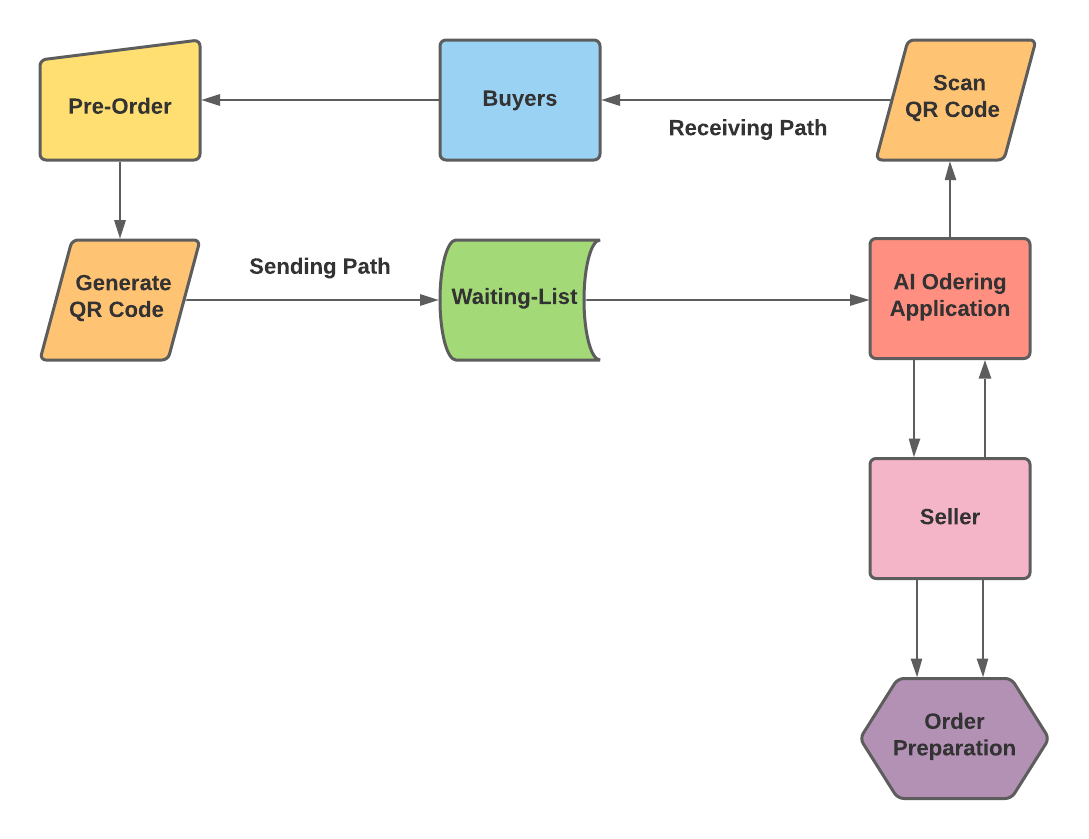 Pre-Order
Buyers
Scan
QR Code
Receiving Path
Generate
QR Code
Sending Path
Waiting-List
AI Odering
Application
Seller
Order
Preparation